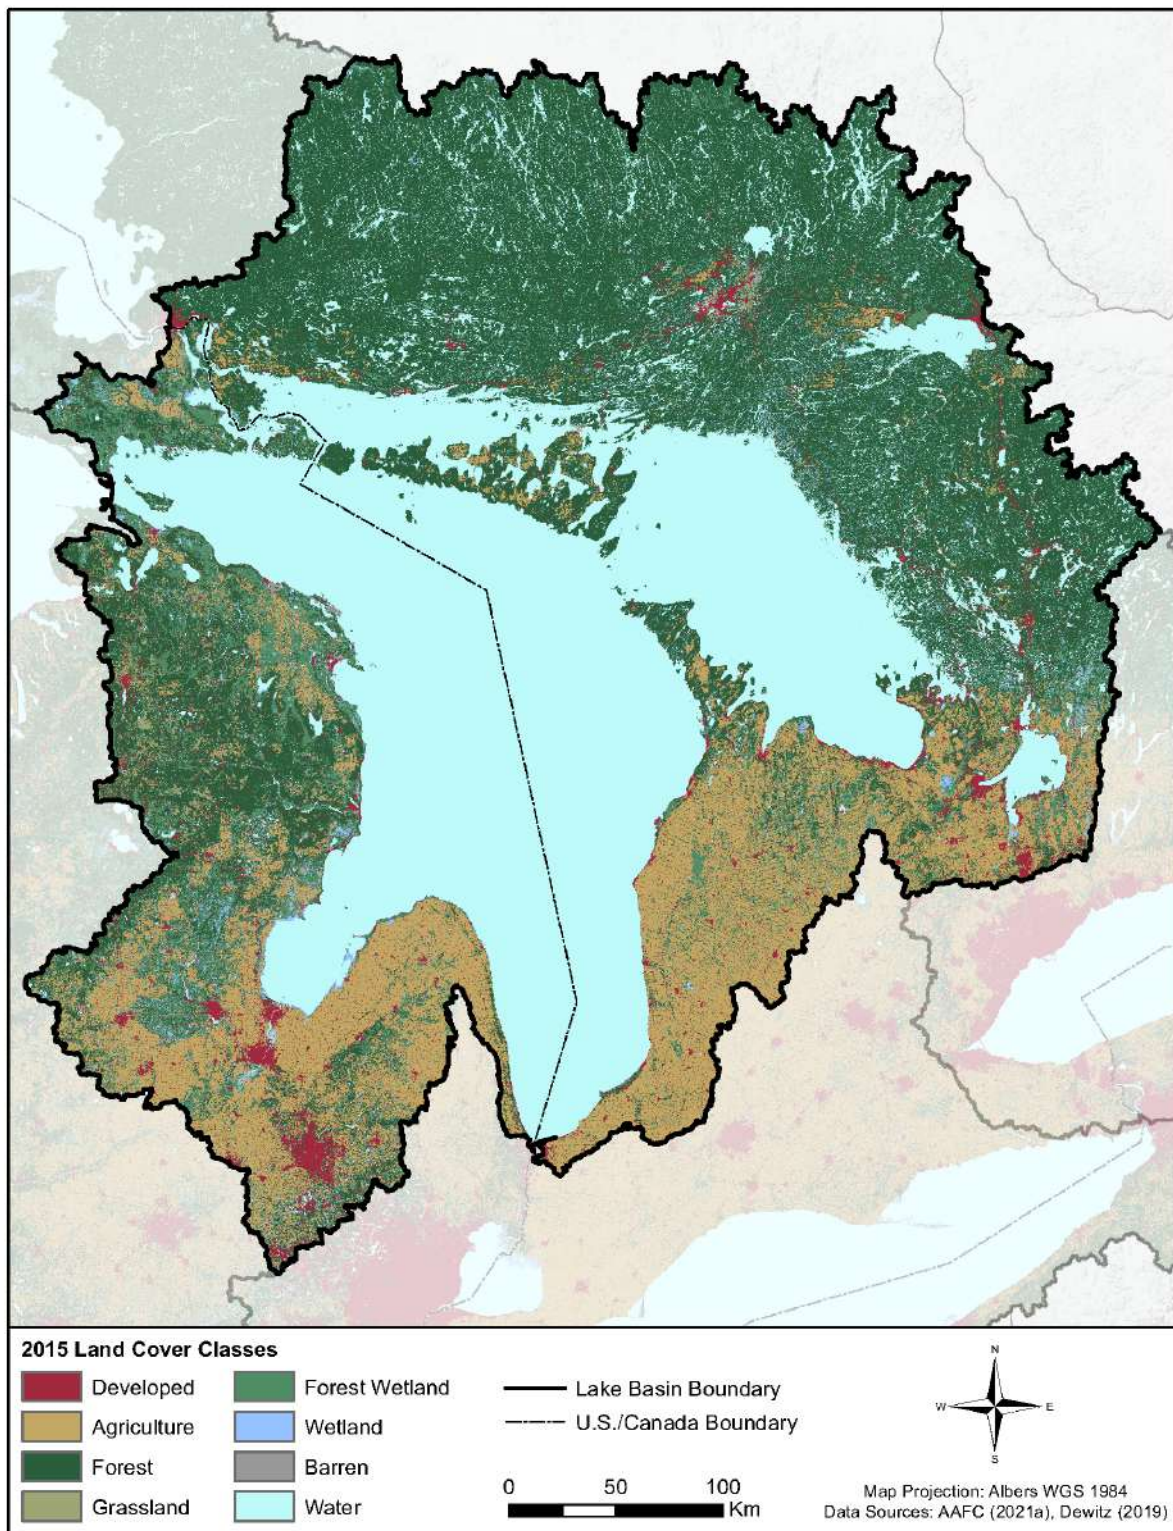 2015 Land Cover Classes
Developed
Agriculture
Forest
Grassland
Forest Wetland
Wetland
Barren
Water
Lake Basin Boundary
U.S./Canada Boundary
0 50 100
Km
N
W E
S
Map Projection: Albers WGS 1984
Data Sources: AAFC (2021a), Dewitz (2019)